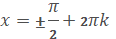 x = ±π/2 + 2πk